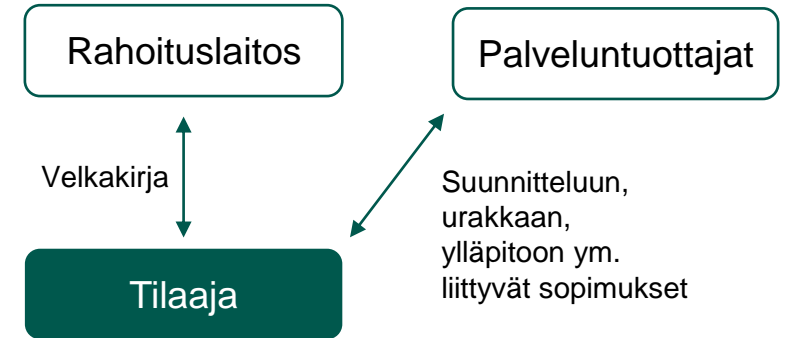 Rahoituslaitos
Palveluntuottajat
Velkakirja
Suunnitteluun,
urakkaan,
ylläpitoon ym.
liittyvät sopimukset
Tilaaja